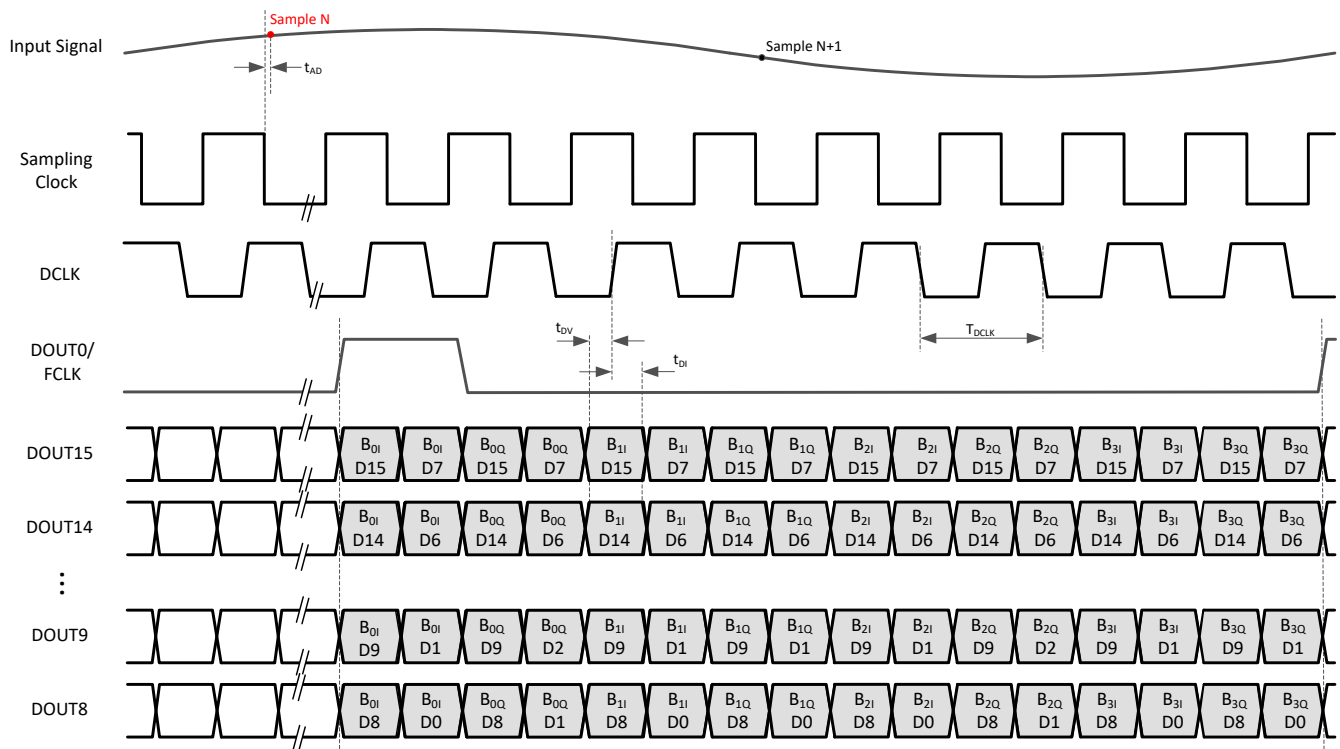 Sample N
Input Signal
Sample N+1
tAD
Sampling
Clock
DCLK
tDV
TDCLK
DOUT0/
FCLK
tDI
DOUT15
B0I B0I B0Q B0Q B1I B1I B1Q B1Q B2I B2I B2Q B2Q B3I B3I B3Q B3Q
D15 D7 D15 D7 D15 D7 D15 D7 D15 D7 D15 D7 D15 D7 D15 D7
DOUT14
B0I B0I B0Q B0Q B1I B1I B1Q B1Q B2I B2I B2Q B2Q B3I B3I B3Q B3Q
D14 D6 D14 D6 D14 D6 D14 D6 D14 D6 D14 D6 D14 D6 D14 D6
DOUT9
B0I B0I B0Q B0Q B1I B1I B1Q B1Q B2I B2I B2Q B2Q B3I B3I B3Q B3Q
D9 D1 D9 D2 D9 D1 D9 D1 D9 D1 D9 D2 D9 D1 D9 D1
DOUT8
B0I B0I B0Q B0Q B1I B1I B1Q B1Q B2I B2I B2Q B2Q B3I B3I B3Q B3Q
D8 D0 D8 D1 D8 D0 D8 D0 D8 D0 D8 D1 D8 D0 D8 D0